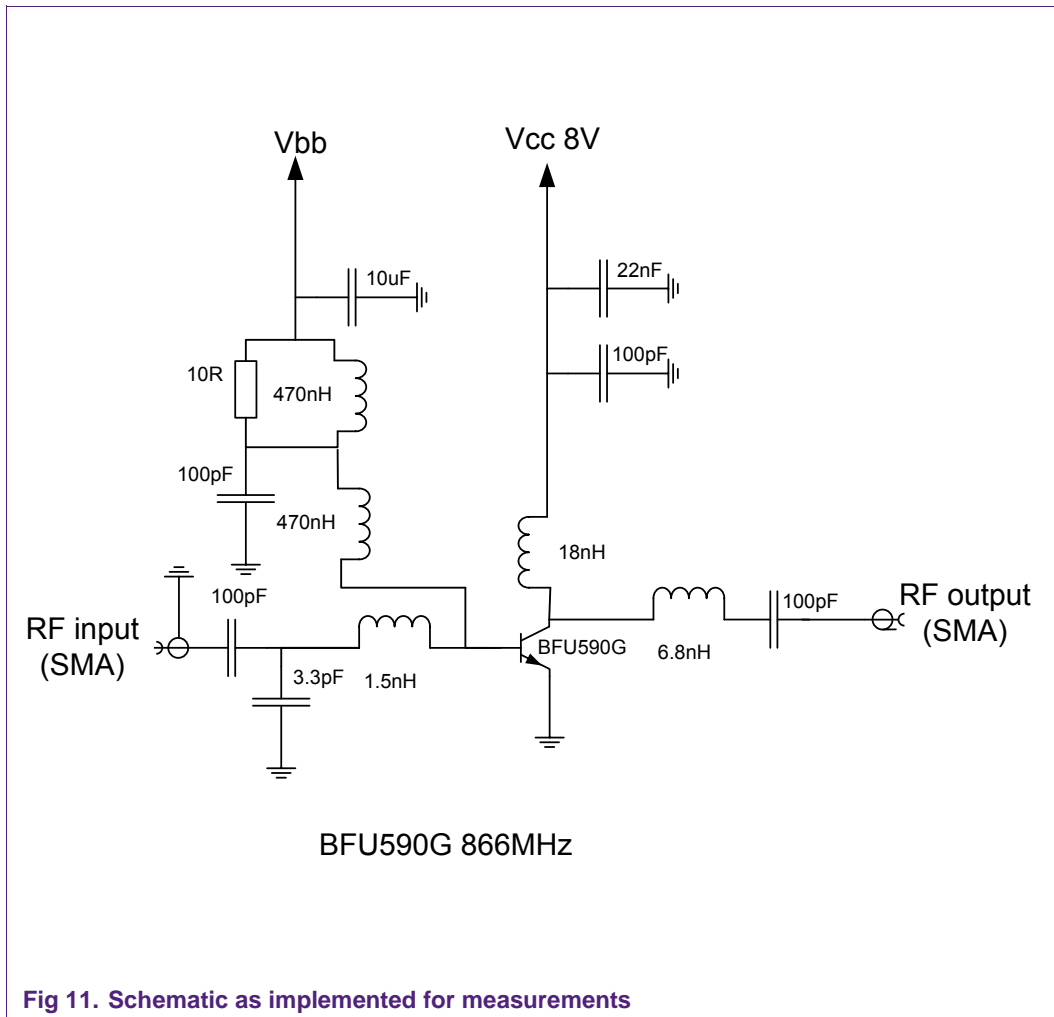 Vbb
Vcc 8V
10uF
22nF
100pF
10R
470nH
100pF
470nH
18nH
100pF
100pF
RF input
(SMA)
RF output
(SMA)
BFU590G
6.8nH
3.3pF
1.5nH
BFU590G 866MHz
Fig 11. Schematic as implemented for measurements